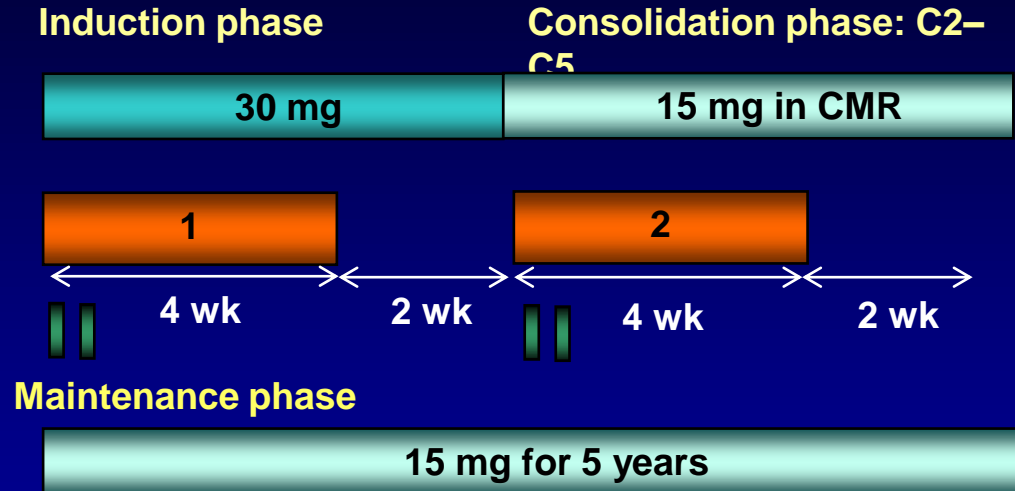 Induction phase
Consolidation phase: C2–
C5
30 mg
15 mg in CMR
1
2
4 wk
2 wk
4 wk
2 wk
Maintenance phase
15 mg for 5 years